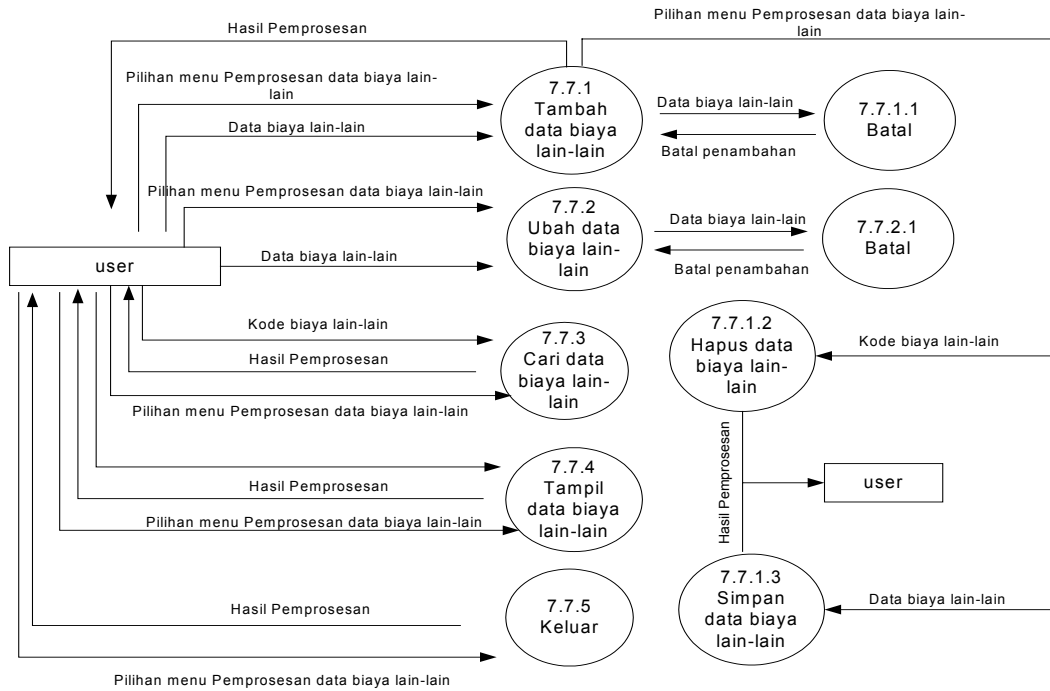 Hasil Pemprosesan
Pilihan menu Pemprosesan data biaya lain-
lain
Pilihan menu Pemprosesan data biaya lain-
lain
Data biaya lain-lain
7.7.1
Tambah
data biaya
lain-lain
Data biaya lain-lain
Batal penambahan
7.7.1.1
Batal
Pilihan menu Pemprosesan data biaya lain-lain
Data biaya lain-lain
7.7.2
Ubah data
biaya lain-
lain
Data biaya lain-lain
Batal penambahan
7.7.2.1
Batal
user
Kode biaya lain-lain
Hasil Pemprosesan
Pilihan menu Pemprosesan data biaya lain-lain
7.7.3
Cari data
biaya lain-
lain
7.7.1.2
Hapus data
biaya lain-
lain
Kode biaya lain-lain
Hasil Pemprosesan
Pilihan menu Pemprosesan data biaya lain-lain
7.7.4
Tampil
data biaya
lain-lain
Hasil Pemprosesan
user
Hasil Pemprosesan
Pilihan menu Pemprosesan data biaya lain-lain
7.7.5
Keluar
7.7.1.3
Simpan
data biaya
lain-lain
Data biaya lain-lain